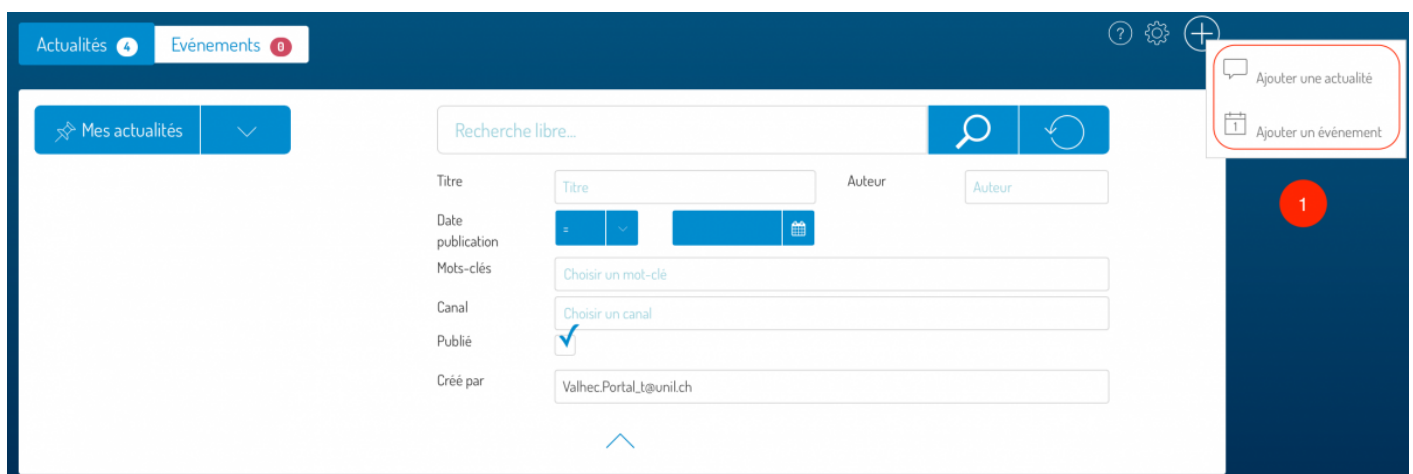 Actualités 4 Evénements 0
Ajouter une actualité
Ajouter un événement
1
Mes actualités
Recherche libre...
Titre Titre Auteur Auteur
Date
publication =
Mots-clés Choisir un mot-clé
Canal Choisir un canal
Publié
Créé par Valhec.Portal_t@unil.ch